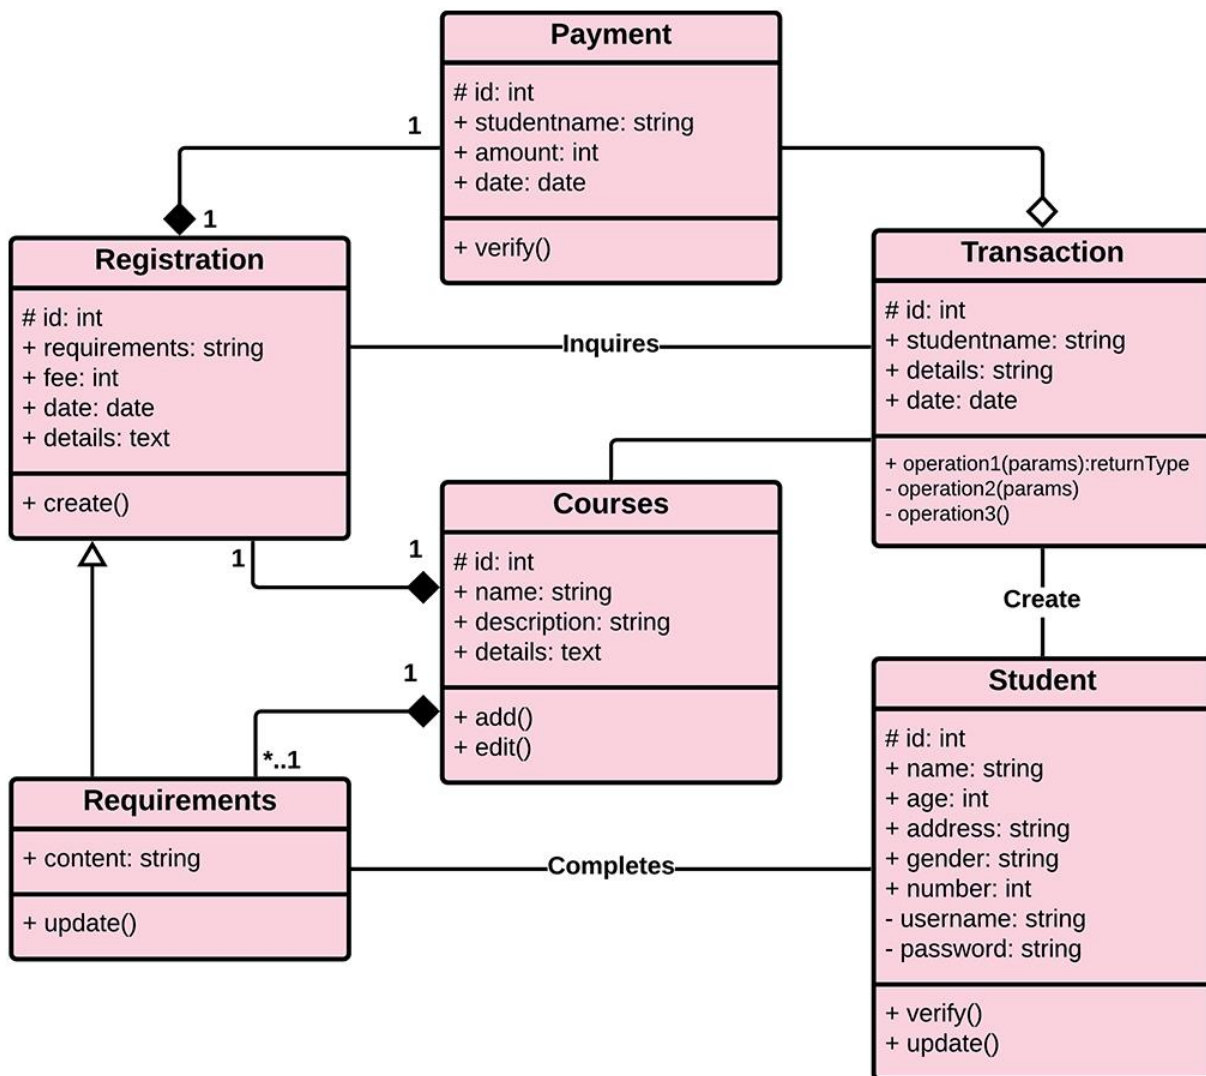 Payment
# id: int
+ studentname: string
+ amount: int
+ date: date
+ verify()
1
1
Registration
# id: int
+ requirements: string
+ fee: int
+ date: date
+ details: text
+ create()
Inquires
Transaction
# id: int
+ studentname: string
+ details: string
+ date: date
+ operation1(params):returnType
- operation2(params)
- operation3()
Courses
# id: int
+ name: string
+ description: string
+ details: text
+ add()
+ edit()
1
1
1
*..1
Create
Requirements
+ content: string
+ update()
Completes
Student
# id: int
+ name: string
+ age: int
+ address: string
+ gender: string
+ number: int
- username: string
- password: string
+ verify()
+ update()